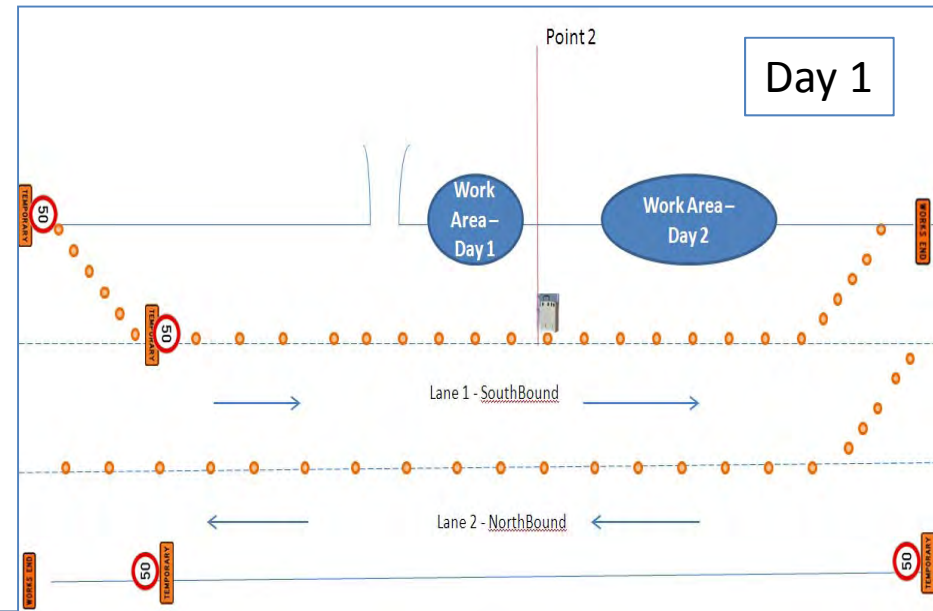 Point 2
Day 1
TEMPORARY
50
Work
Area –
Day 1
Work Area –
Day 2
WORKS END
TEMPORARY
50
Lane 1 - SouthBound
Lane 2 - NorthBound
WORKS END
50
TEMPORARY
50
TEMPORARY